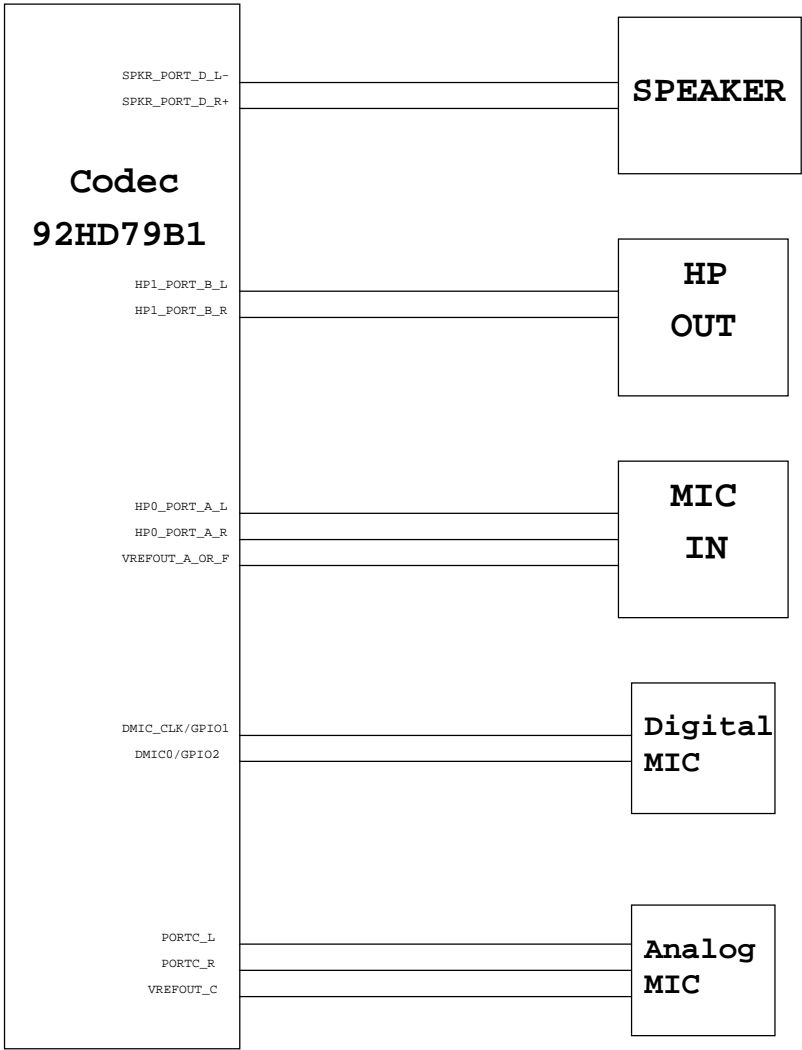 SPKR_PORT_D_L-
SPKR_PORT_D_R+
SPEAKER
Codec
92HD79B1
HP1_PORT_B_L
HP1_PORT_B_R
HP
OUT
HP0_PORT_A_L
HP0_PORT_A_R
VREFOUT_A_OR_F
MIC
IN
DMIC_CLK/GPIO1
DMIC0/GPIO2
Digital
MIC
PORTC_L
PORTC_R
VREFOUT_C
Analog
MIC